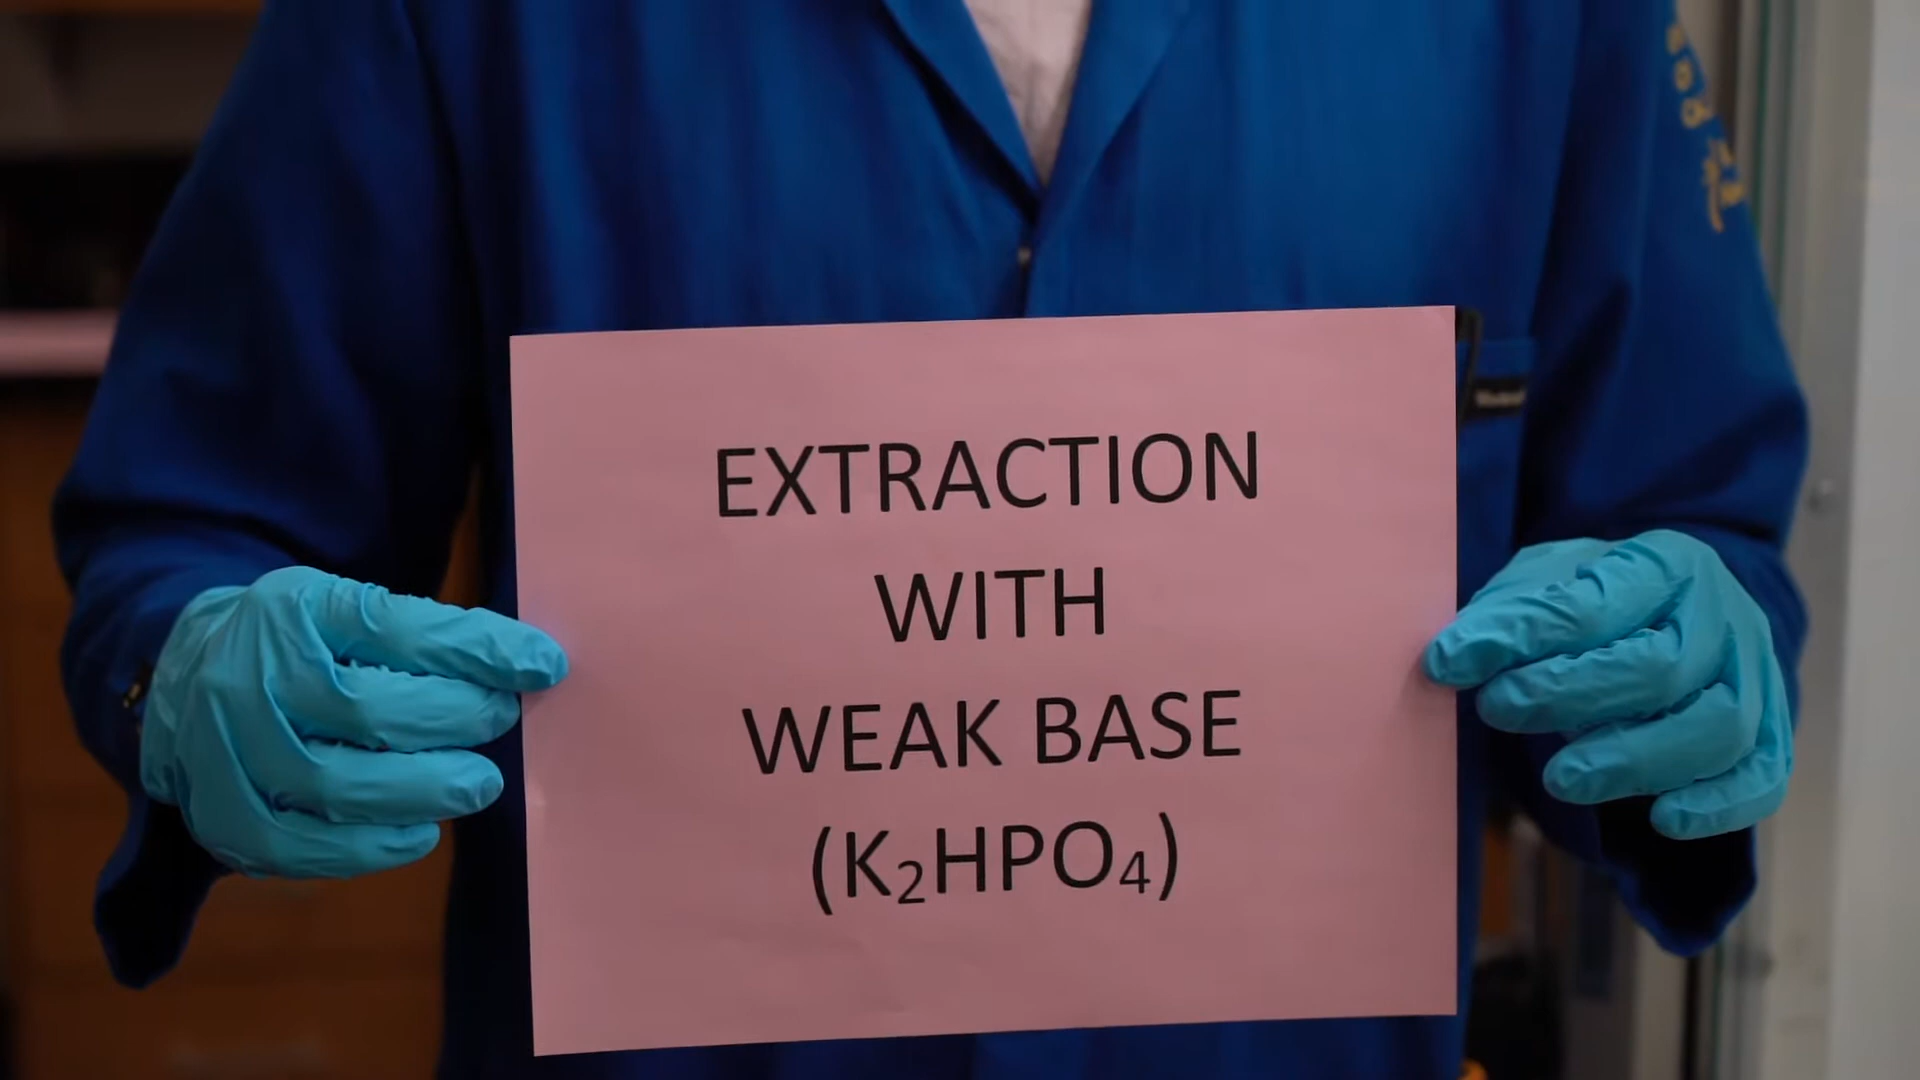 EXTRACTION
WITH
WEAK BASE
(K₂HPO₄)